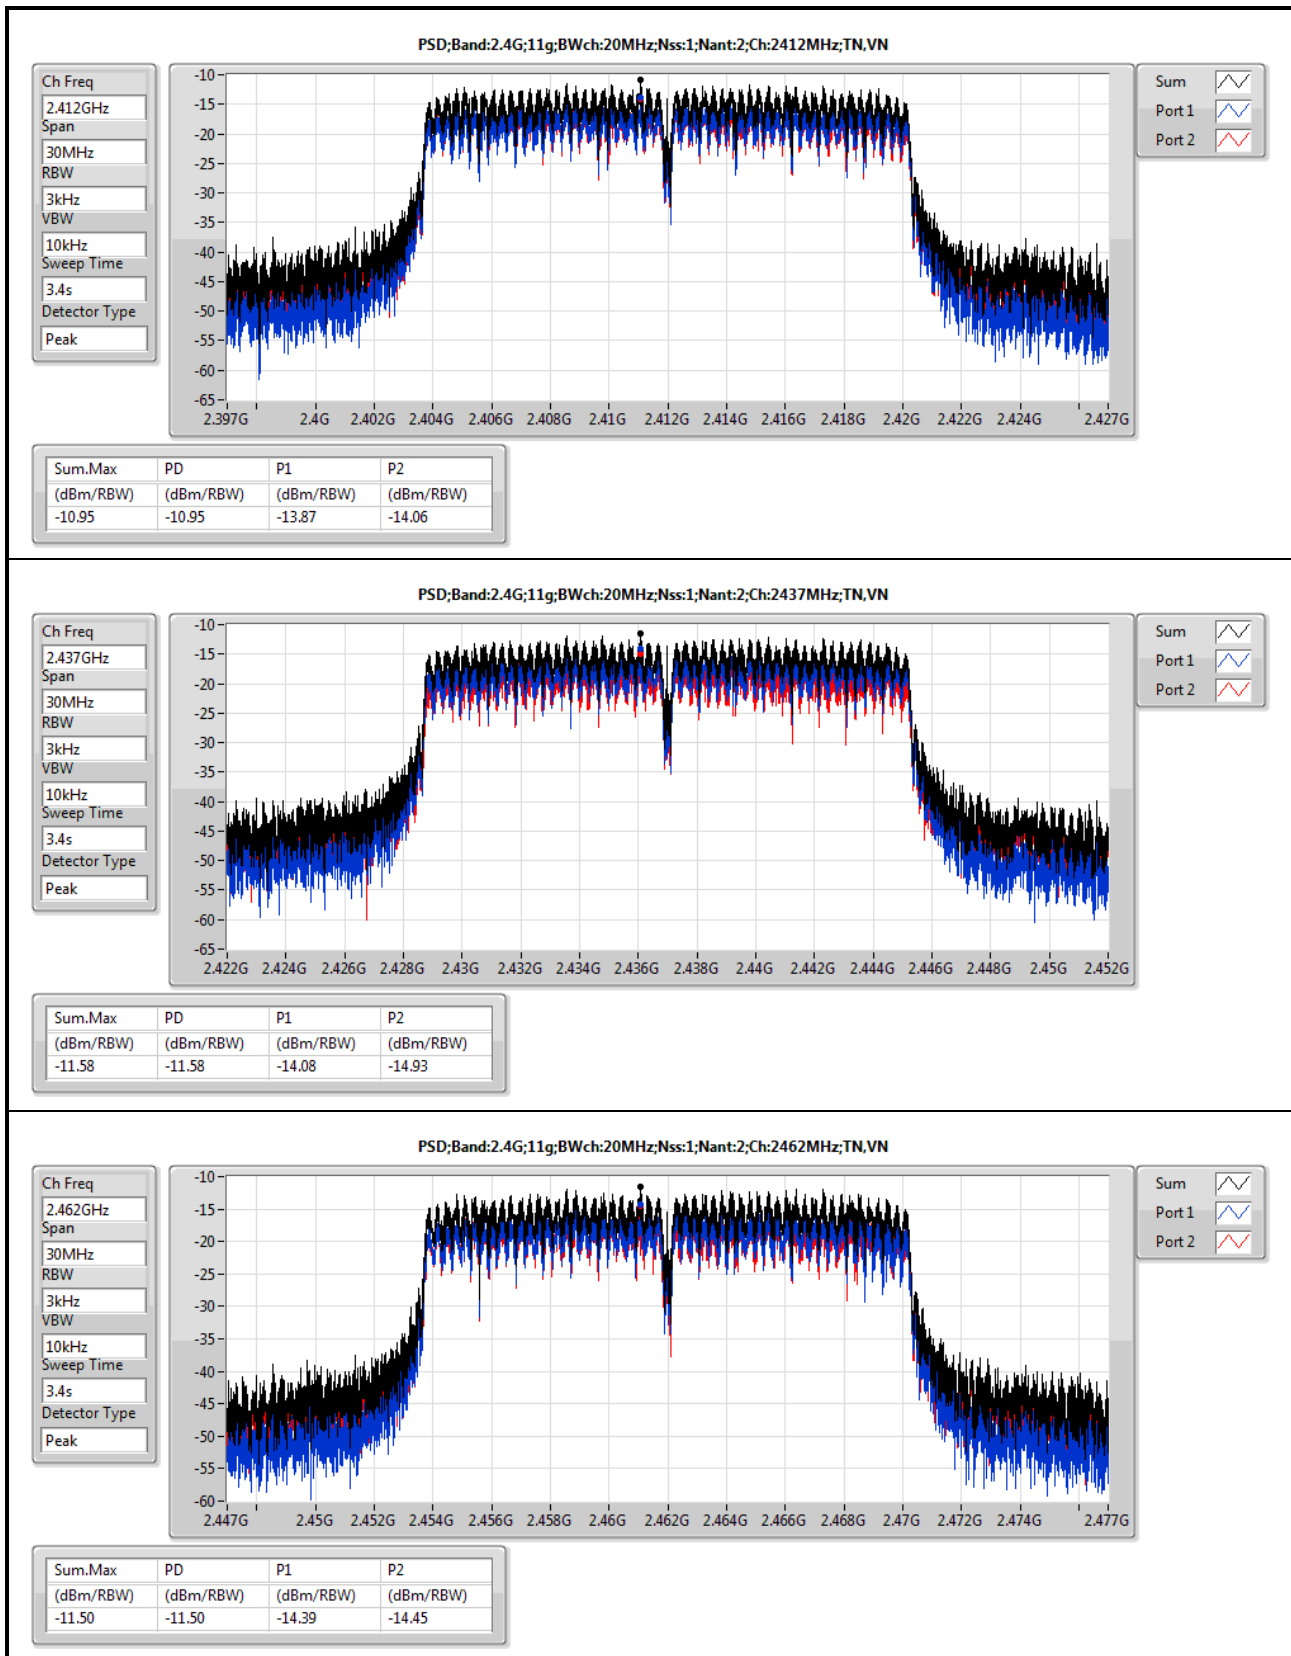 PSD;Band:2.4G;11g;BWch:20MHz;Nss:1;Nant:2;Ch:2412MHz;TN,VN
Ch Freq
2.412GHz
Span
30MHz
RBW
3kHz
VBW
10kHz
Sweep Time
3.4s
Detector Type
Peak
-10
-15
-20
-25
-30
-35
-40
-45
-50
-55
-60
-65
2.397G 2.4G 2.402G 2.404G 2.406G 2.408G 2.41G 2.412G 2.414G 2.416G 2.418G 2.42G 2.422G 2.424G 2.427G
Sum
Port 1
Port 2
Sum.Max PD P1 P2
(dBm/RBW) (dBm/RBW) (dBm/RBW) (dBm/RBW)
-10.95 -10.95 -13.87 -14.06
PSD;Band:2.4G;11g;BWch:20MHz;Nss:1;Nant:2;Ch:2437MHz;TN,VN
Ch Freq
2.437GHz
Span
30MHz
RBW
3kHz
VBW
10kHz
Sweep Time
3.4s
Detector Type
Peak
-10
-15
-20
-25
-30
-35
-40
-45
-50
-55
-60
-65
2.422G 2.424G 2.426G 2.428G 2.43G 2.432G 2.434G 2.436G 2.438G 2.44G 2.442G 2.444G 2.446G 2.448G 2.45G 2.452G
Sum
Port 1
Port 2
Sum.Max PD P1 P2
(dBm/RBW) (dBm/RBW) (dBm/RBW) (dBm/RBW)
-11.58 -11.58 -14.08 -14.93
PSD;Band:2.4G;11g;BWch:20MHz;Nss:1;Nant:2;Ch:2462MHz;TN,VN
Ch Freq
2.462GHz
Span
30MHz
RBW
3kHz
VBW
10kHz
Sweep Time
3.4s
Detector Type
Peak
-10
-15
-20
-25
-30
-35
-40
-45
-50
-55
-60
2.447G 2.45G 2.452G 2.454G 2.456G 2.458G 2.46G 2.462G 2.464G 2.466G 2.468G 2.47G 2.472G 2.474G 2.477G
Sum
Port 1
Port 2
Sum.Max PD P1 P2
(dBm/RBW) (dBm/RBW) (dBm/RBW) (dBm/RBW)
-11.50 -11.50 -14.39 -14.45